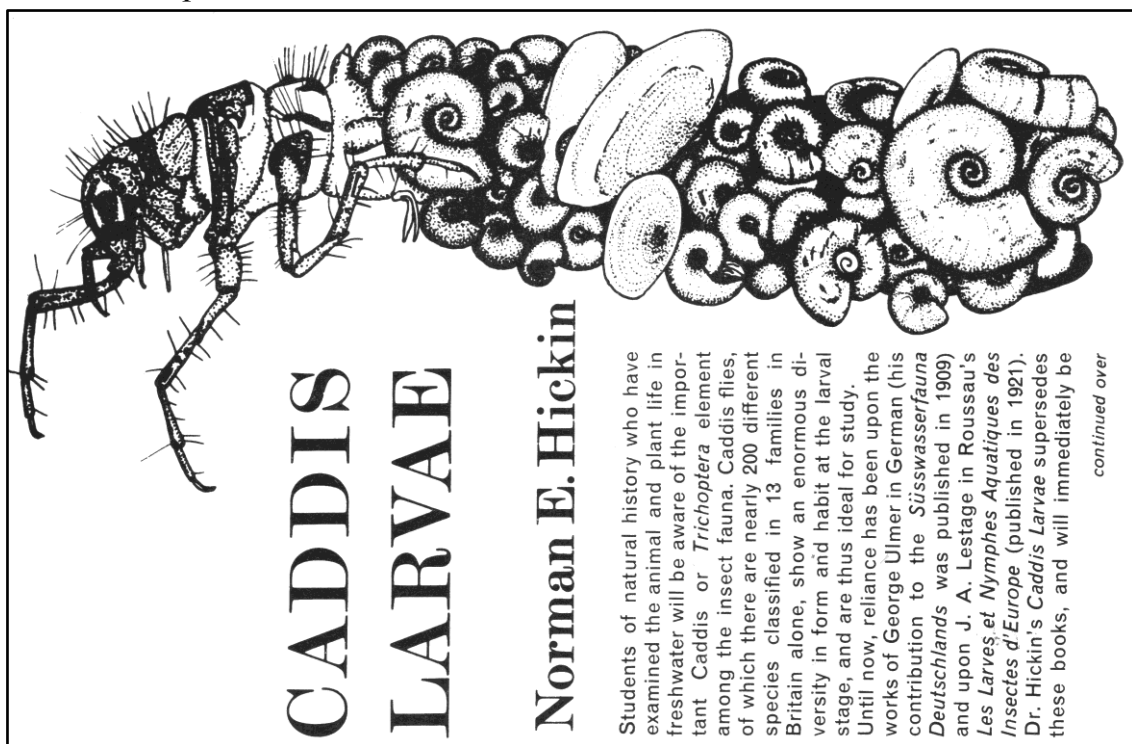 CADDIS
LARVAE
Norman E. Hickin
Students of natural history who have
examined the animal and plant life in
freshwater will be aware of the impor-
tant Caddis or Trichoptera element
among the insect fauna. Caddis flies,
of which there are nearly 200 different
species classified in 13 families in
Britain alone, show an enormous di-
versity in form and habit at the larval
stage, and are thus ideal for study.
Until now, reliance has been upon the
works of George Ulmer in German (his
contribution to the Süsswasserfauna
Deutschlands was published in 1909)
and upon J. A. Lestage in Roussau's
Les Larves et Nymphes Aquatiques des
Insectes d'Europe (published in 1921).
Dr. Hickin's Caddis Larvae supersedes
these books, and will immediately be
continued over